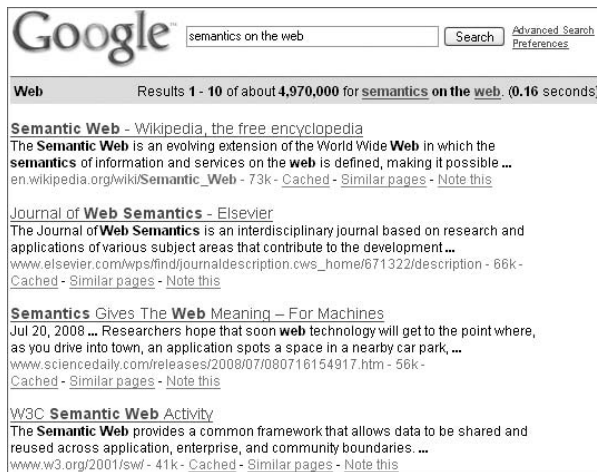 Google™ semantics on the web Search Advanced Search
Preferences
Web Results 1 - 10 of about 4,970,000 for semantics on the web. (0.16 seconds)
Semantic Web - Wikipedia, the free encyclopedia
The Semantic Web is an evolving extension of the World Wide Web in which the
semantics of information and services on the web is defined, making it possible ...
en.wikipedia.org/wiki/Semantic_Web - 73k - Cached - Similar pages - Note this
Journal of Web Semantics - Elsevier
The Journal of Web Semantics is an interdisciplinary journal based on research and
applications of various subject areas that contribute to the development ...
www.elsevier.com/wps/find/journaldescription.cws_home/671322/description - 66k -
Cached - Similar pages - Note this
Semantics Gives The Web Meaning – For Machines
Jul 20, 2008 ... Researchers hope that soon web technology will get to the point where,
as you drive into town, an application spots a space in a nearby car park, ...
www.sciencedaily.com/releases/2008/07/080716154917.htm - 56k -
Cached - Similar pages - Note this
W3C Semantic Web Activity
The Semantic Web provides a common framework that allows data to be shared and
reused across application, enterprise, and community boundaries. ...
www.w3.org/2001/sw/ - 41k - Cached - Similar pages - Note this